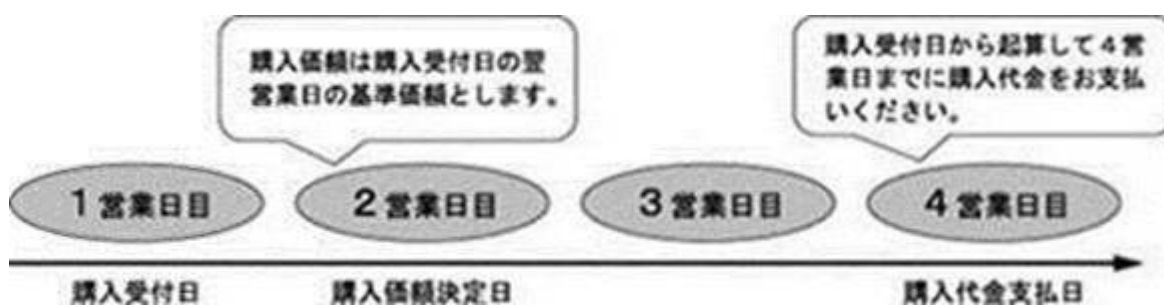 購入価額は購入受付日の翌
営業日の基準価額とします。
購入受付日から起算して4営
業日までに購入代金をお支払
いください。
1営業日目
2営業日目
3営業日目
4営業日目
購入受付日
購入価額決定日
購入代金支払日